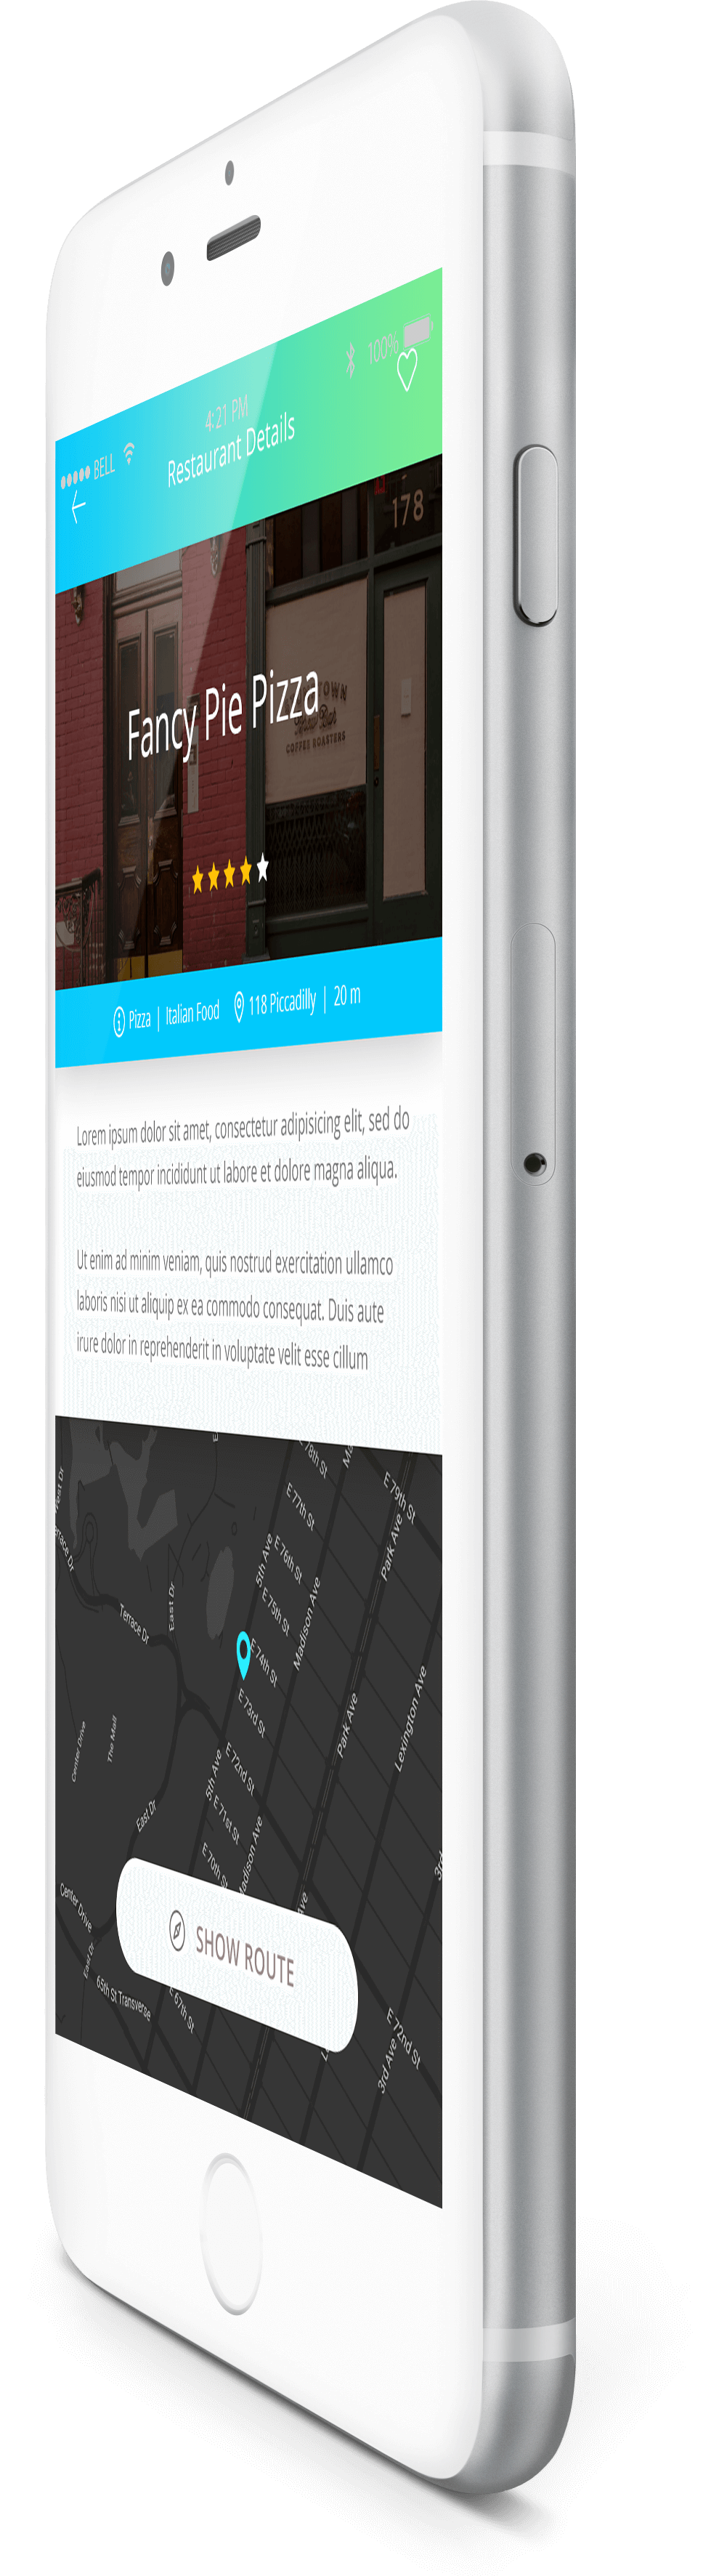 BELL 4:21 PM 100%
Restaurant Details
178
Fancy Pie Pizza
TOWN
COFFEE ROASTERS
Pizza | Italian Food 118 Piccadilly | 20 m
Lorem ipsum dolor sit amet, consectetur adipisicing elit, sed do
eiusmod tempor incididunt ut labore et dolore magna aliqua.
Ut enim ad minim veniam, quis nostrud exercitation ullamco
laboris nisi ut aliquip ex ea commodo consequat. Duis aute
irure dolor in reprehenderit in voluptate velit esse cillum
78th St
E 79th St
E 77th St
Park Ave
5th Ave
E 76th St
E 75th St
Madison Ave
East Dr
Terrace Dr
E 74th St
E 73rd St
Park Ave
Lexington Ave
Center Drive
The Mall
E 72nd St
5th Ave
E 71st St
East Dr
E 70th St
Madison Ave
3rd
Center Drive
Ave
SHOW ROUTE
East Dr
65th St Transverse
E 67th St
E 72nd St
3rd Ave